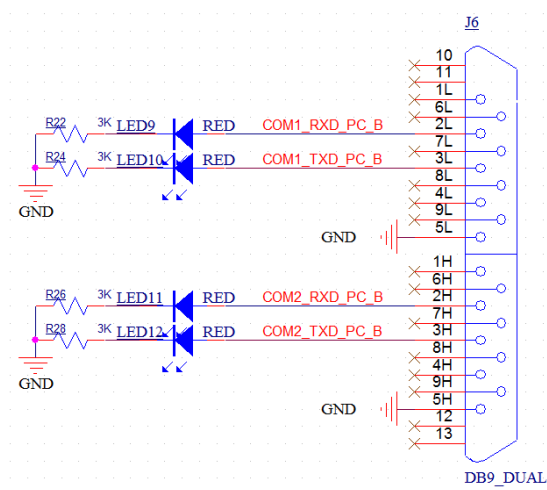 J6
10
11
1L
6L
R22 3K LED9 RED COM1_RXD_PC_B 2L
7L
R24 3K LED10 RED COM1_TXD_PC_B 3L
8L
4L
9L
GND
GND 5L
1H
6H
R26 3K LED11 RED COM2_RXD_PC_B 2H
7H
R28 3K LED12 RED COM2_TXD_PC_B 3H
8H
4H
GND
9H
GND 5H
12
13
DB9_DUAL